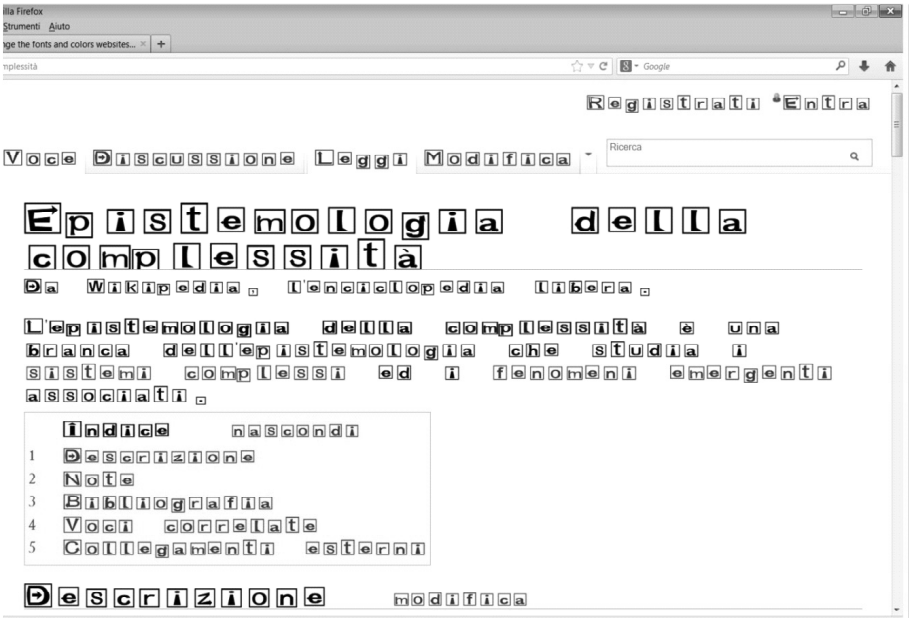 illa Firefox
Strumenti Aiuto
nge the fonts and colors websites... × +
mplessità
Google
Registrati Entra
Voce Discussione Leggi Modifica
Ricerca
Epistemologia della
complessità
Da Wikipedia, l'enciclopedia libera.
L'epistemologia della complessità è una
branca dell'epistemologia che studia i
sistemi complessi ed i fenomeni emergenti
associati.
Indice nascondi
1 Descrizione
2 Note
3 Bibliografia
4 Voci correlate
5 Collegamenti esterni
Descrizione modifica